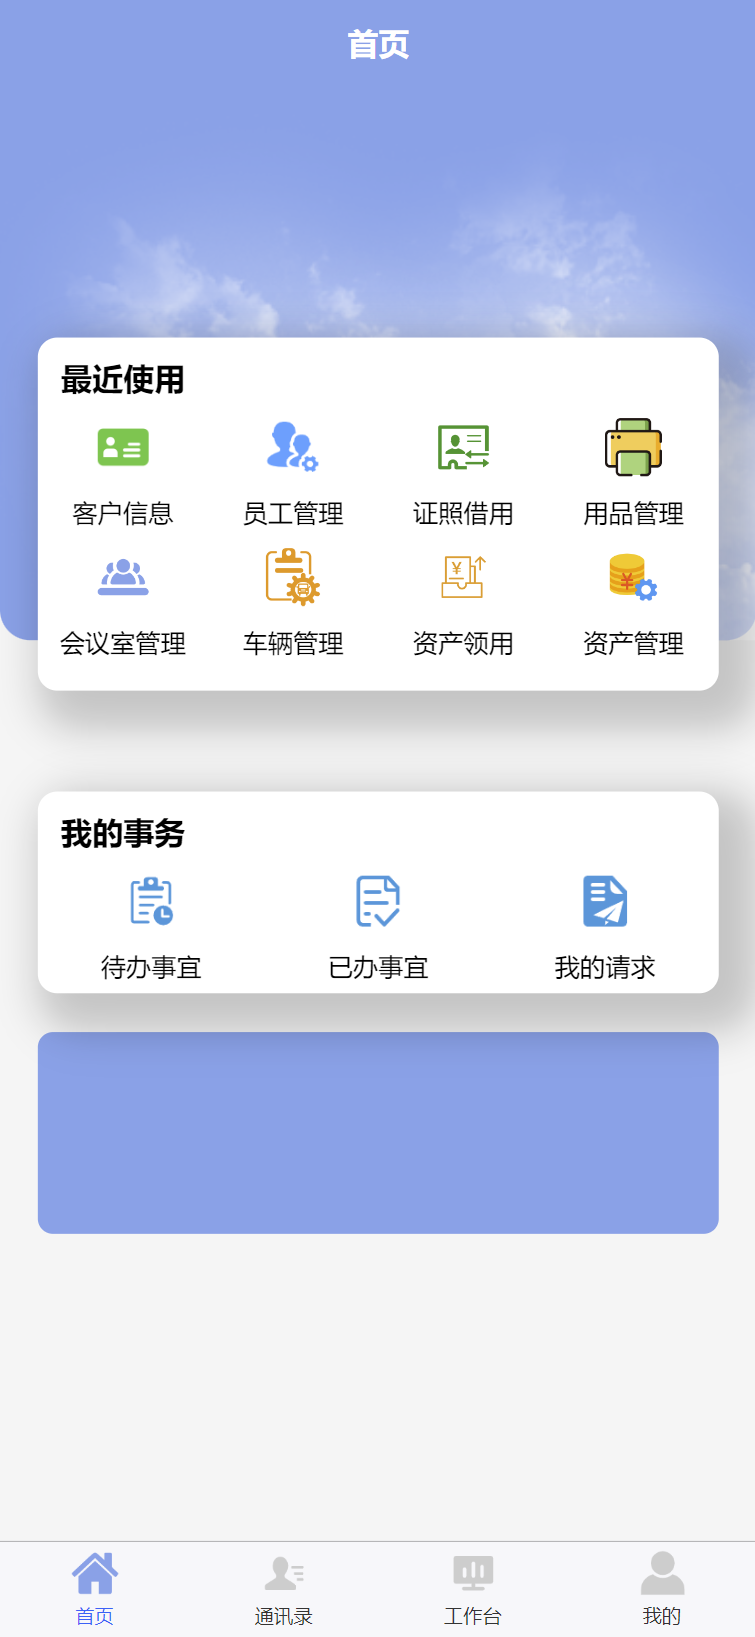 首页
最近使用
客户信息 员工管理 证照借用 用品管理
会议室管理 车辆管理 资产领用 资产管理
我的事务
待办事宜 已办事宜 我的请求
首页 通讯录 工作台 我的